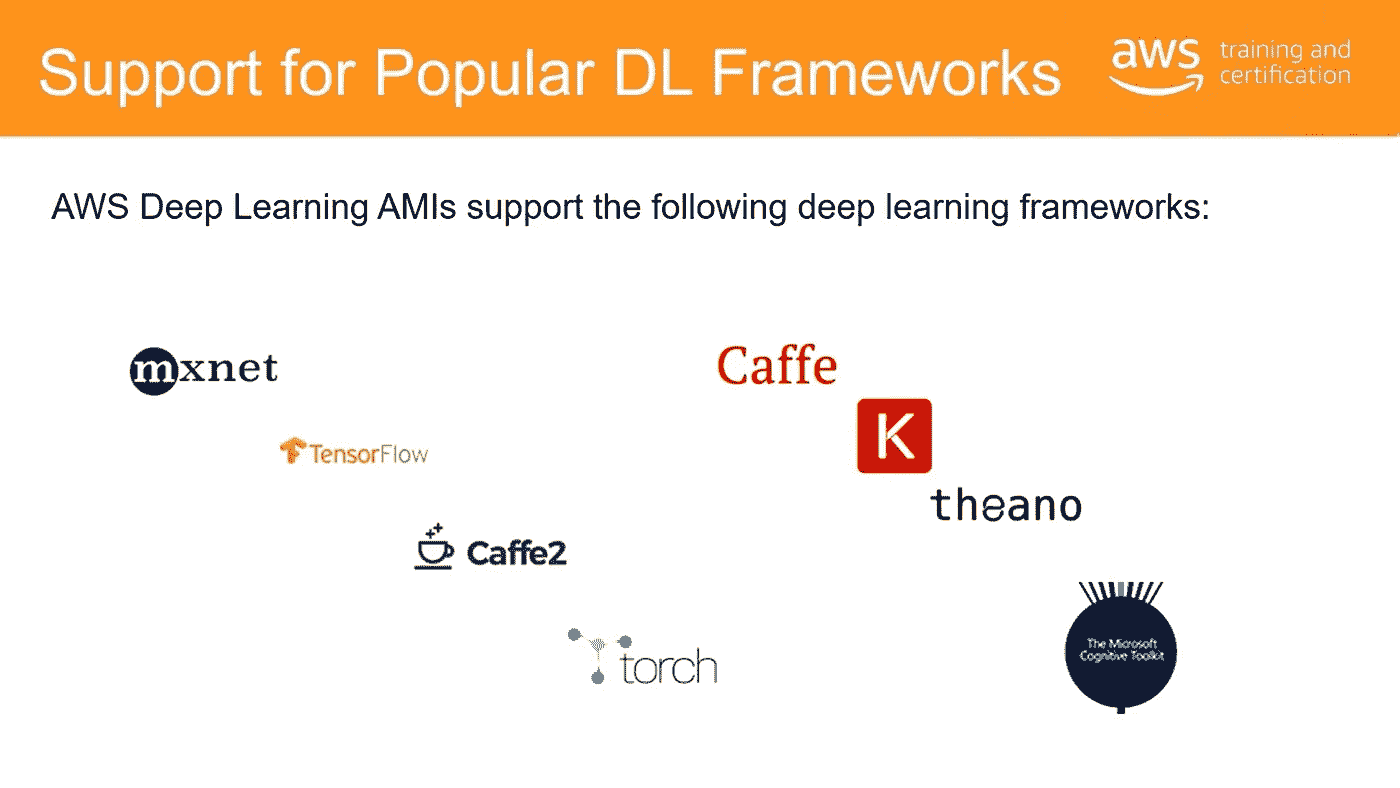 Support for Popular DL Frameworks
aws training and
certification
AWS Deep Learning AMIs support the following deep learning frameworks:
mxnet
TensorFlow
Caffe2
torch
Caffe
K
theano
The Microsoft
Cognitive Toolkit